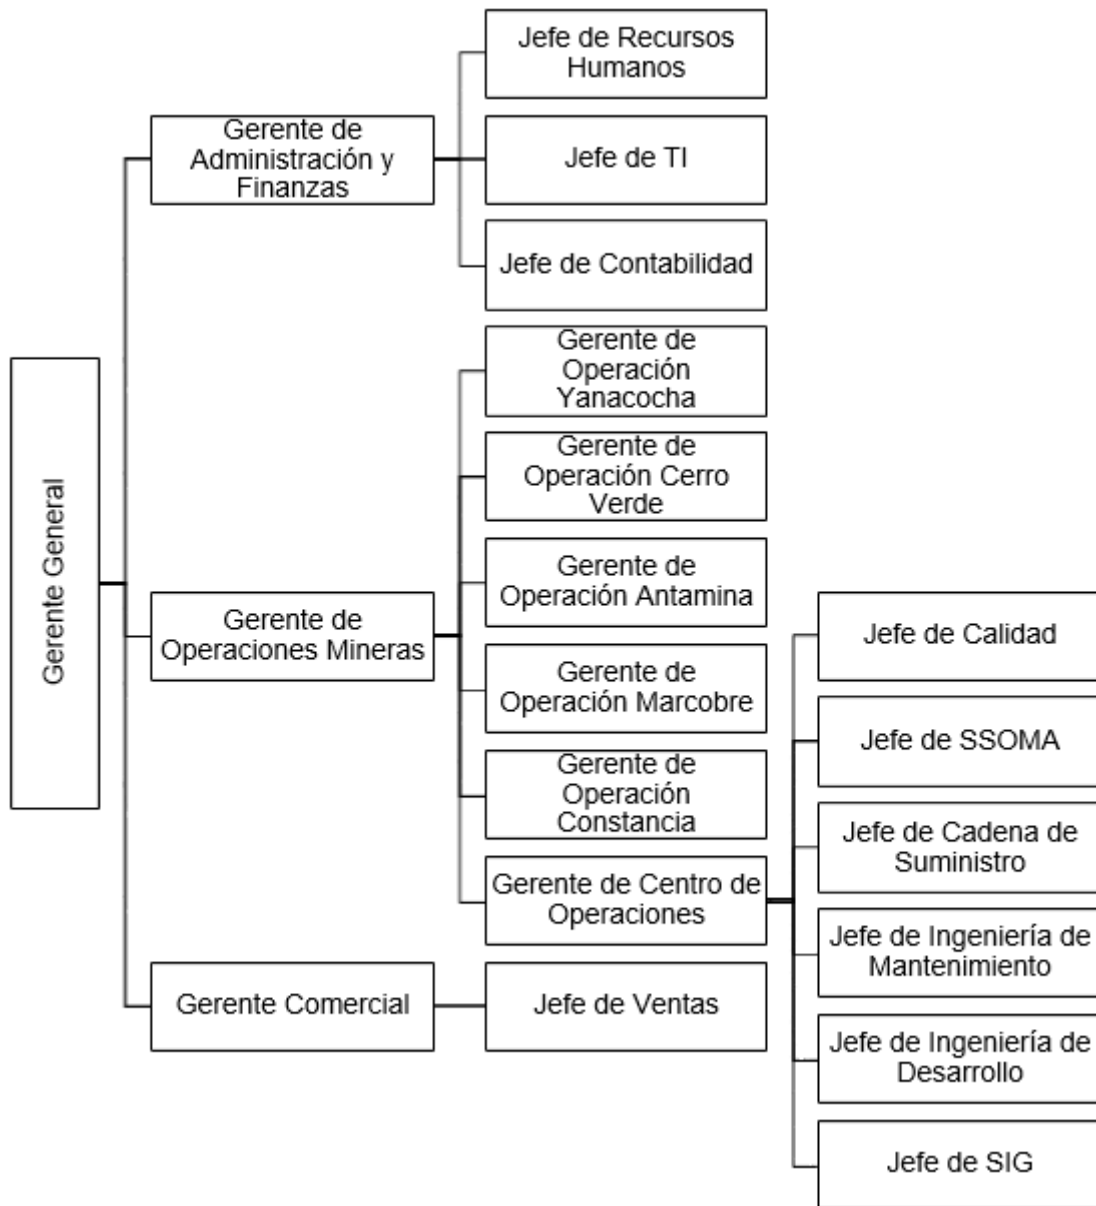 Gerente General
Gerente de
Administración y
Finanzas
Jefe de Recursos
Humanos
Jefe de TI
Jefe de Contabilidad
Gerente de
Operaciones Mineras
Gerente de
Operación
Yanacocha
Gerente de
Operación Cerro
Verde
Gerente de
Operación Antamina
Gerente de
Operación Marcobre
Gerente de
Operación
Constancia
Gerente de Centro de
Operaciones
Jefe de Calidad
Jefe de SSOMA
Jefe de Cadena de
Suministro
Jefe de Ingeniería de
Mantenimiento
Jefe de Ingeniería de
Desarrollo
Jefe de SIG
Gerente Comercial
Jefe de Ventas